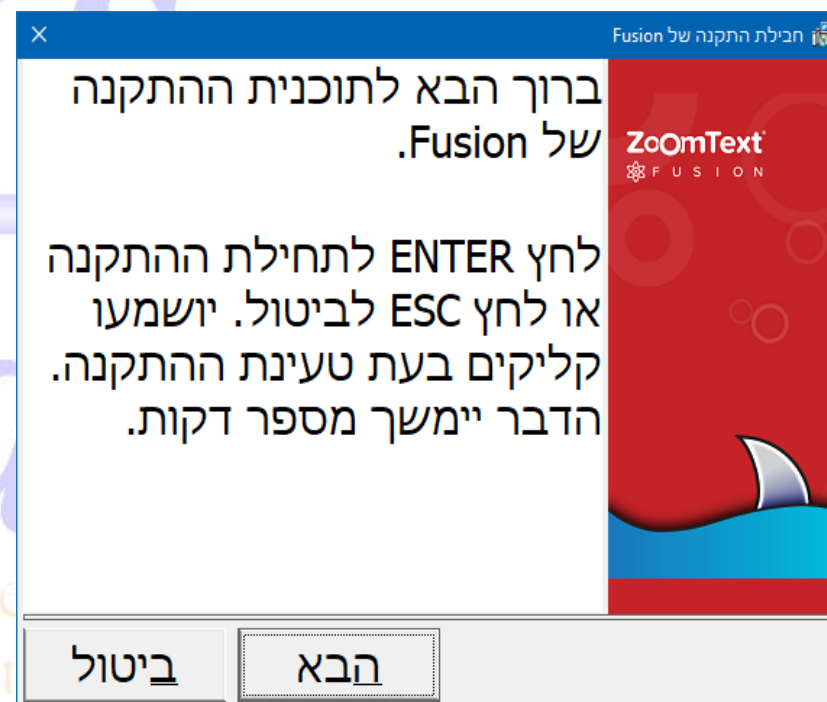 חבילת התקנה של Fusion
ברוך הבא לתוכנית ההתקנה
של Fusion.
ZoomText
FUSION
לחץ ENTER לתחילת ההתקנה
או לחץ ESC לביטול. יושמעו
קליקים בעת טעינת ההתקנה.
הדבר יימשך מספר דקות.
הבא
ביטול